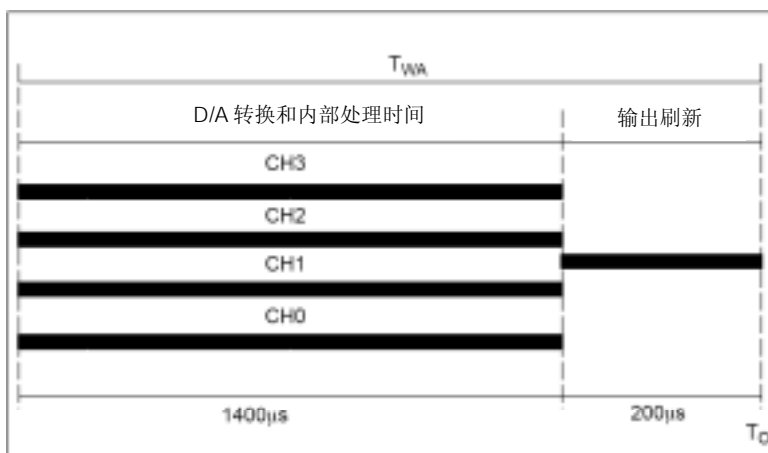 TWA
D/A 转换和内部处理时间
输出刷新
CH3
CH2
CH1
CH0
1400µs
200µs
TO